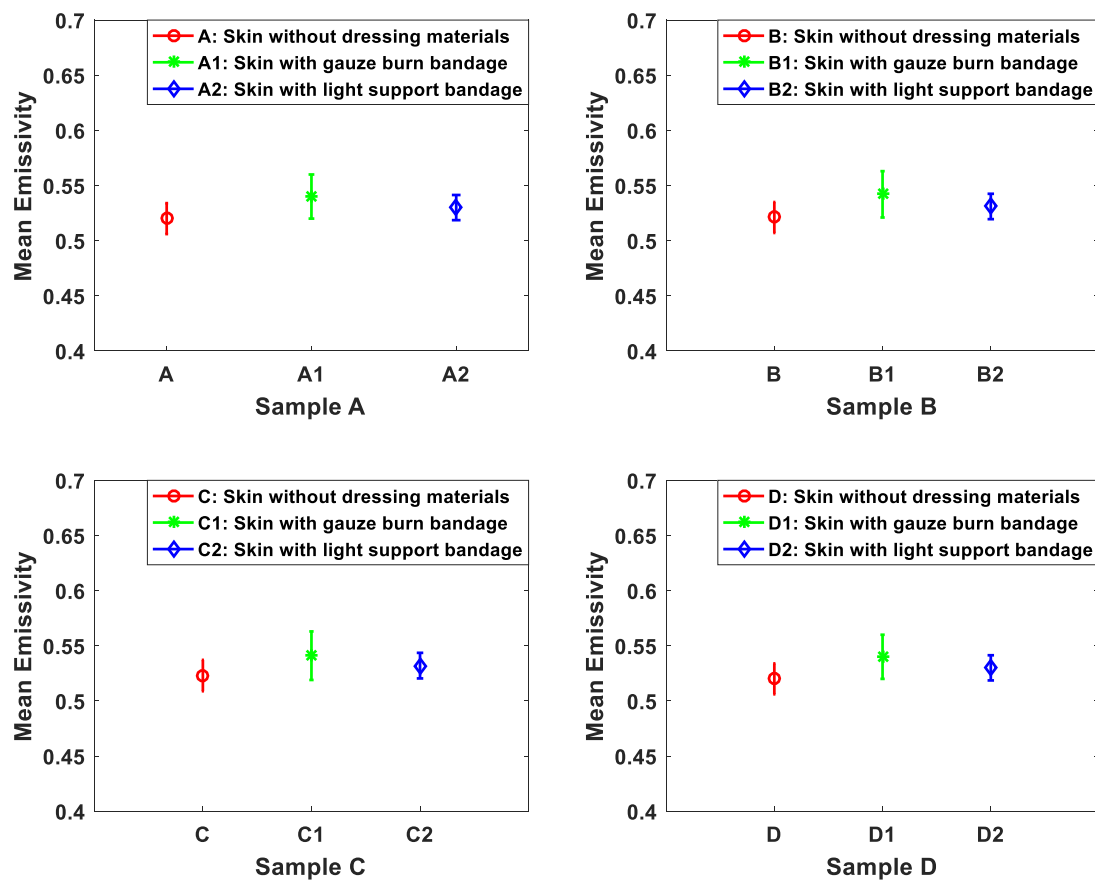 0.7
0.65
0.6
0.55
0.5
0.45
0.4
Mean Emissivity
A: Skin without dressing materials
A1: Skin with gauze burn bandage
A2: Skin with light support bandage
A A1 A2
Sample A
0.7
0.65
0.6
0.55
0.5
0.45
0.4
Mean Emissivity
B: Skin without dressing materials
B1: Skin with gauze burn bandage
B2: Skin with light support bandage
B B1 B2
Sample B
0.7
0.65
0.6
0.55
0.5
0.45
0.4
Mean Emissivity
C: Skin without dressing materials
C1: Skin with gauze burn bandage
C2: Skin with light support bandage
C C1 C2
Sample C
0.7
0.65
0.6
0.55
0.5
0.45
0.4
Mean Emissivity
D: Skin without dressing materials
D1: Skin with gauze burn bandage
D2: Skin with light support bandage
D D1 D2
Sample D